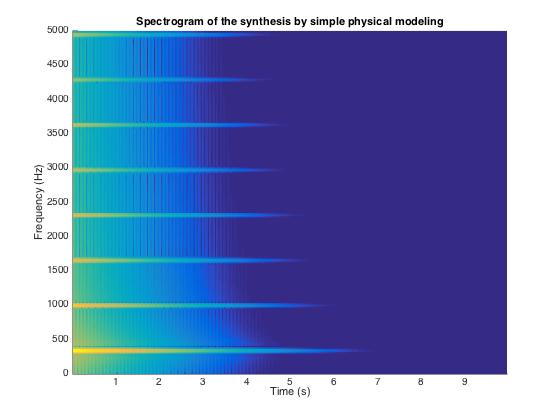 Spectrogram of the synthesis by simple physical modeling
5000
4500
4000
3500
3000
2500
2000
1500
1000
500
0
Frequency (Hz)
1 2 3 4 5 6 7 8 9
Time (s)